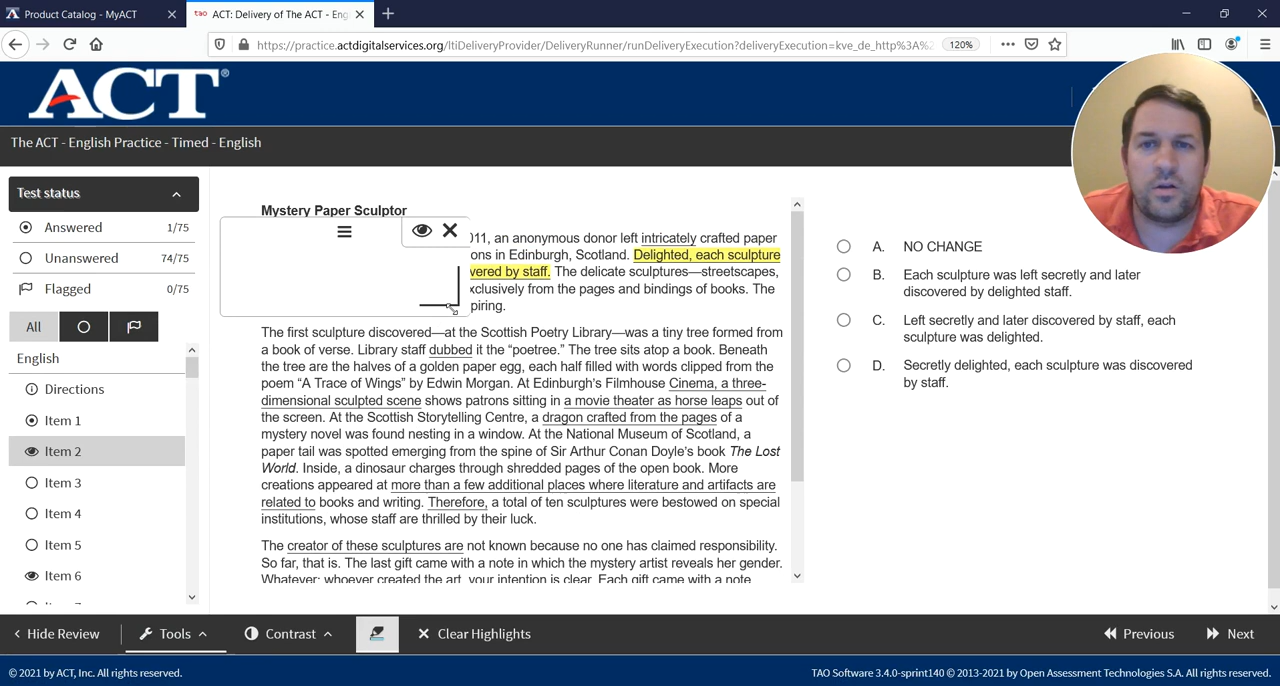 Product Catalog - MyACT
tao ACT: Delivery of The ACT - Eng
https://practice.actdigitalservices.org/ltiDeliveryProvider/DeliveryRunner/runDeliveryExecution?deliveryExecution=kve_de_http%3A%2
120%
ACT®
The ACT - English Practice - Timed - English
Test status
Answered 1/75
Unanswered 74/75
Flagged 0/75
All
English
Directions
Item 1
Item 2
Item 3
Item 4
Item 5
Item 6
Mystery Paper Sculptor
011, an anonymous donor left intricately crafted paper
ons in Edinburgh, Scotland. Delighted, each sculpture
vered by staff. The delicate sculptures—streetscapes,
xclusively from the pages and bindings of books. The
piring.
The first sculpture discovered—at the Scottish Poetry Library—was a tiny tree formed from
a book of verse. Library staff dubbed it the “poetree.” The tree sits atop a book. Beneath
the tree are the halves of a golden paper egg, each half filled with words clipped from the
poem “A Trace of Wings” by Edwin Morgan. At Edinburgh’s Filmhouse Cinema, a three-
dimensional sculpted scene shows patrons sitting in a movie theater as horse leaps out of
the screen. At the Scottish Storytelling Centre, a dragon crafted from the pages of a
mystery novel was found nesting in a window. At the National Museum of Scotland, a
paper tail was spotted emerging from the spine of Sir Arthur Conan Doyle’s book The Lost
World. Inside, a dinosaur charges through shredded pages of the open book. More
creations appeared at more than a few additional places where literature and artifacts are
related to books and writing. Therefore, a total of ten sculptures were bestowed on special
institutions, whose staff are thrilled by their luck.
The creator of these sculptures are not known because no one has claimed responsibility.
So far, that is. The last gift came with a note in which the mystery artist reveals her gender.
Whatever: whoever created the art, your intention is clear. Each gift came with a note
A. NO CHANGE
B. Each sculpture was left secretly and later
discovered by delighted staff.
C. Left secretly and later discovered by staff, each
sculpture was delighted.
D. Secretly delighted, each sculpture was discovered
by staff.
Hide Review
Tools
Contrast
Clear Highlights
Previous
Next
© 2021 by ACT, Inc. All rights reserved.
TAO Software 3.4.0-sprint140 © 2013-2021 by Open Assessment Technologies S.A. All rights reserved.